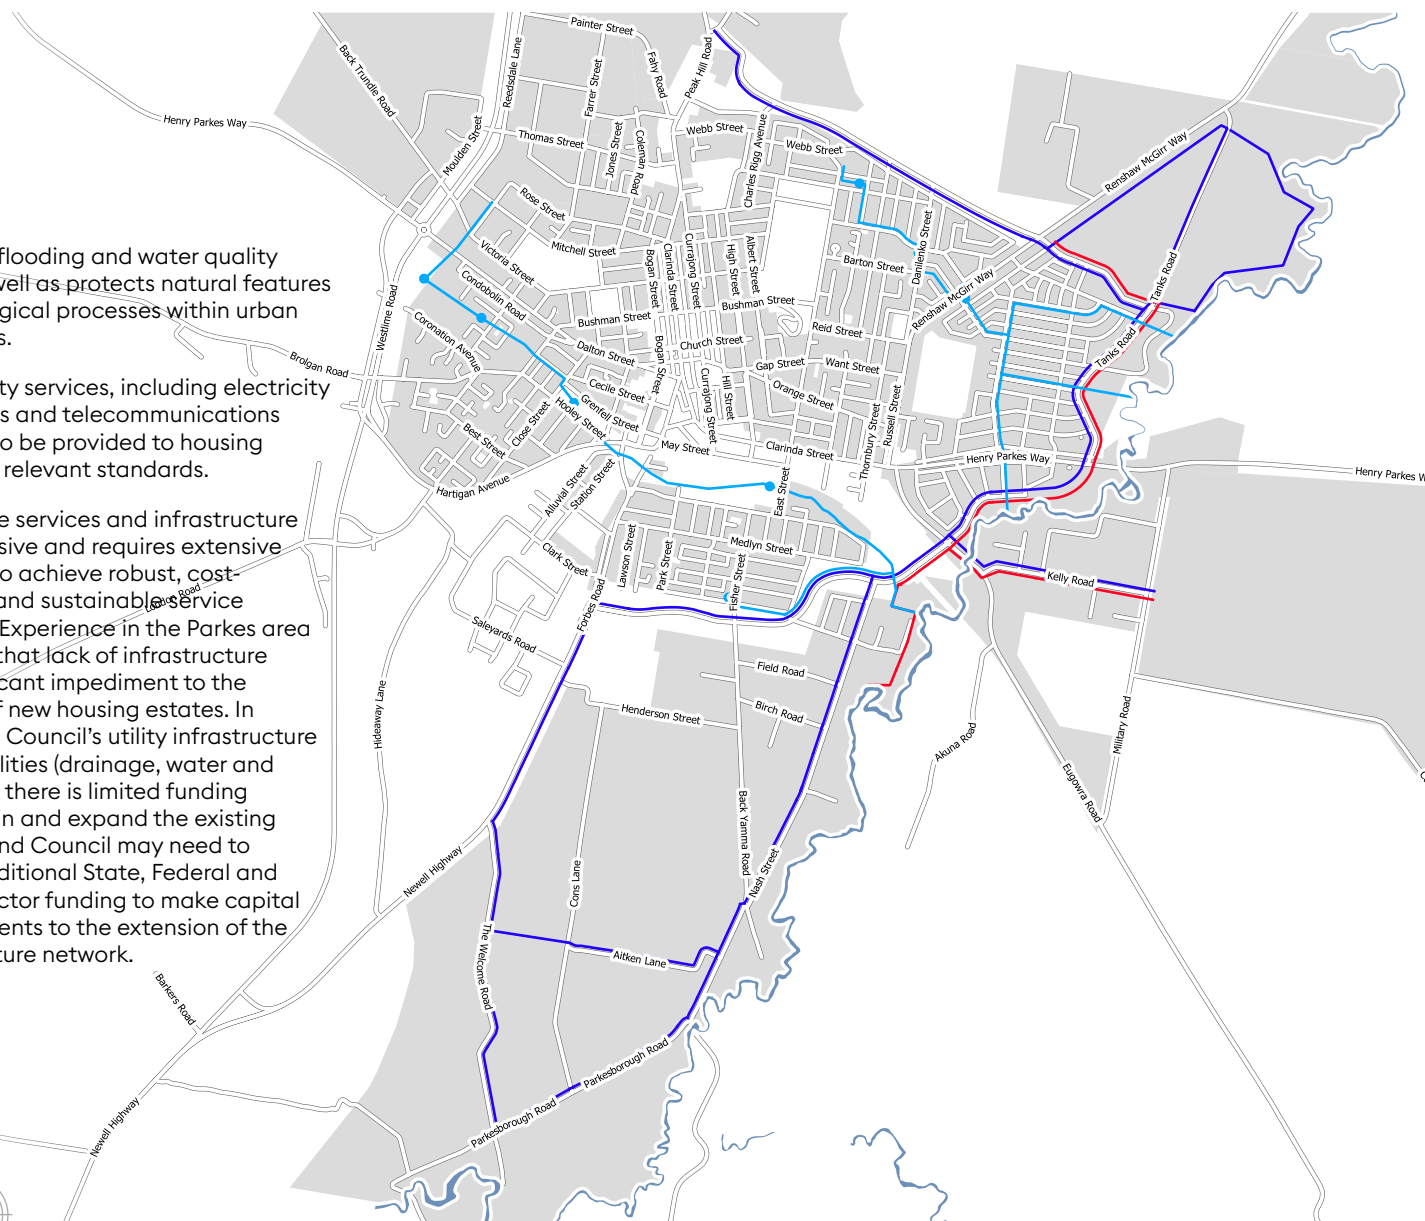 flooding and water quality
well as protects natural features
gical processes within urban
s.
ty services, including electricity
s and telecommunications
o be provided to housing
relevant standards.
e services and infrastructure
sive and requires extensive
o achieve robust, cost-
and sustainable service
Experience in the Parkes area
that lack of infrastructure
cant impediment to the
f new housing estates. In
Council's utility infrastructure
lities (drainage, water and
there is limited funding
in and expand the existing
nd Council may need to
ditional State, Federal and
ctor funding to make capital
ents to the extension of the
ture network.
Painter Street
Back Trundle Road
Reedsdale Lane
Farrer Street
Fahy Road
Peak Hill Road
Henry Parkes Way
Moulden Street
Thomas Street
Jones Street
Coleman Road
Webb Street
Charles Rigg Avenue
Webb Street
Renshaw McGirr Way
Rose Street
Mitchell Street
Victoria Street
Condobolin Road
Bogan Street
Clarinda Street
Currajong Street
High Street
Albert Street
Barton Street
Danilenko Street
Renshaw McGirr Way
Tanks Road
Westlime Road
Coronation Avenue
Bushman Street
Bushman Street
Reid Street
Church Street
Tanks Road
Brolgan Road
Dalton Street
Bogan Street
Gap Street
Want Street
Cecile Street
Currajong Street
Hill Street
Orange Street
Grenfell Street
Hooley Street
Close Street
Best Street
Thornbury Street
Russell Street
May Street
Clarinda Street
Henry Parkes Way
Henry Parkes W
Hartigan Avenue
Alluvial Street
Station Street
East Street
Clark Street
Lawson Street
Park Street
Medlyn Street
Fisher Street
Kelly Road
London Road
Forbes Road
Saleyards Road
Field Road
Henderson Street
Birch Road
Hideaway Lane
Akuna Road
Military Road
Eugowra Road
Back Yamma Road
Nash Street
Newell Highway
Cons Lane
The Welcome Road
Aitken Lane
Barkers Road
Parkesborough Road
Parkesborough Road
Newell Highway